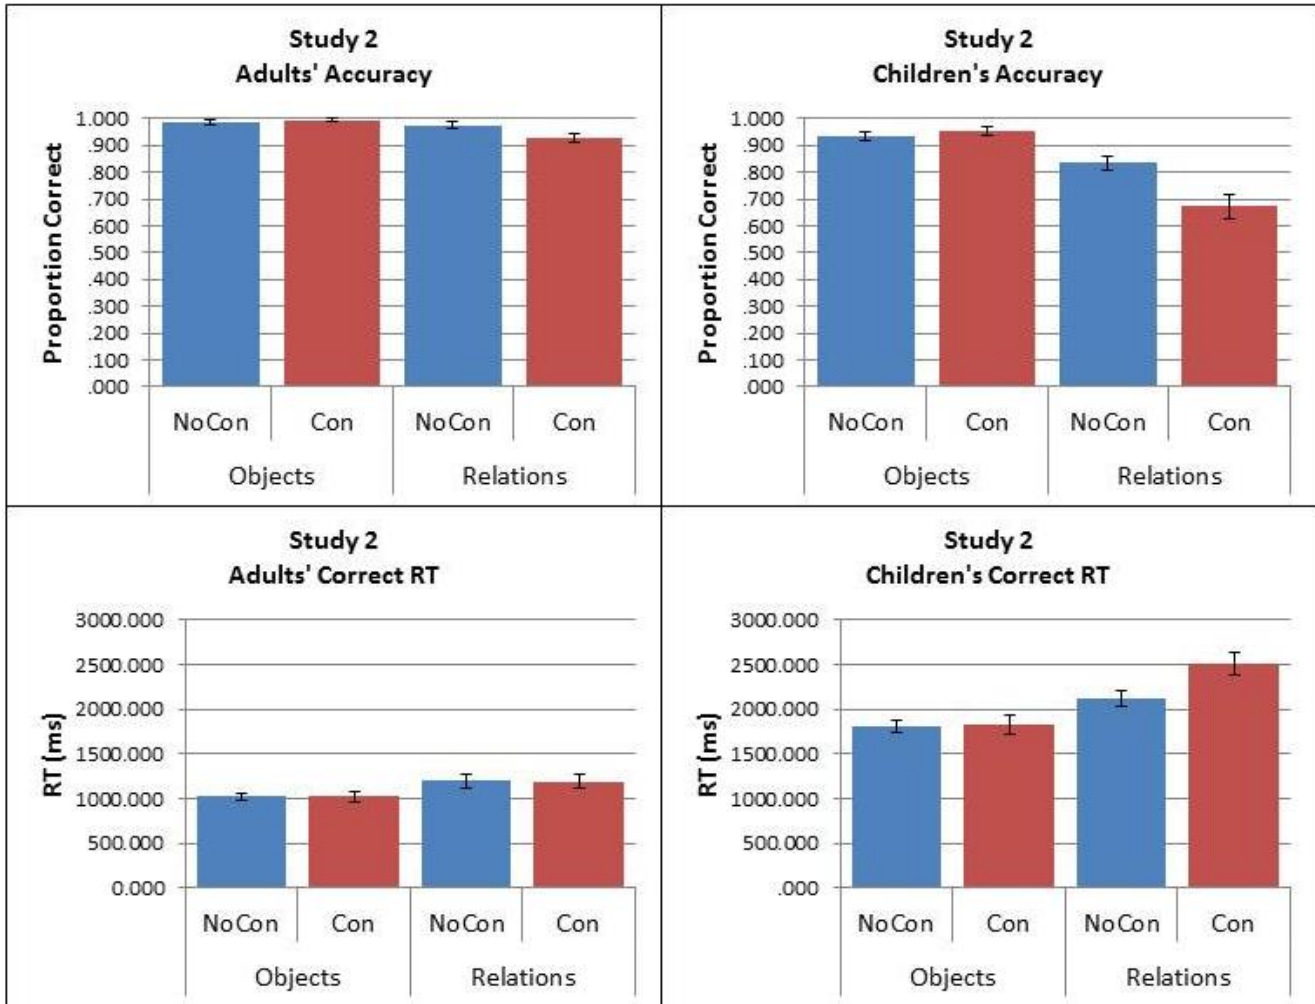 Study 2
Adults' Accuracy
Proportion Correct
1.000
.900
.800
.700
.600
.500
.400
.300
.200
.100
.000
NoCon Con NoCon Con
Objects Relations
Study 2
Children's Accuracy
Proportion Correct
1.000
.900
.800
.700
.600
.500
.400
.300
.200
.100
.000
NoCon Con NoCon Con
Objects Relations
Study 2
Adults' Correct RT
RT (ms)
3000.000
2500.000
2000.000
1500.000
1000.000
500.000
0.000
NoCon Con NoCon Con
Objects Relations
Study 2
Children's Correct RT
RT (ms)
3000.000
2500.000
2000.000
1500.000
1000.000
500.000
.000
NoCon Con NoCon Con
Objects Relations